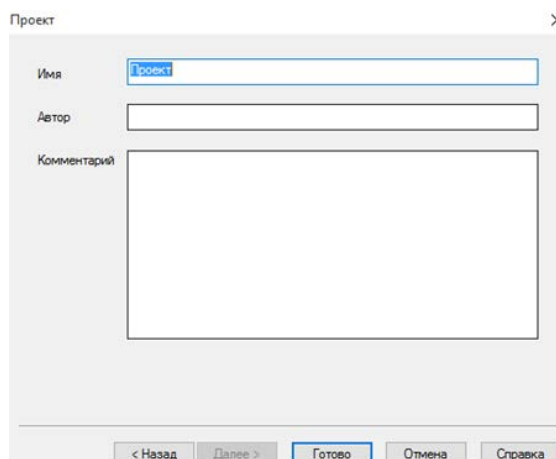 Проект
Имя
Проект
Автор
Комментарий
< Назад
Далее >
Готово
Отмена
Справка